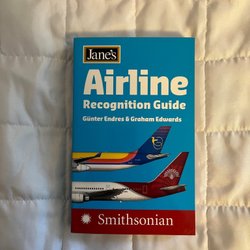 Jane's
Airline
Recognition Guide
Günter Endres & Graham Edwards
Smithsonian